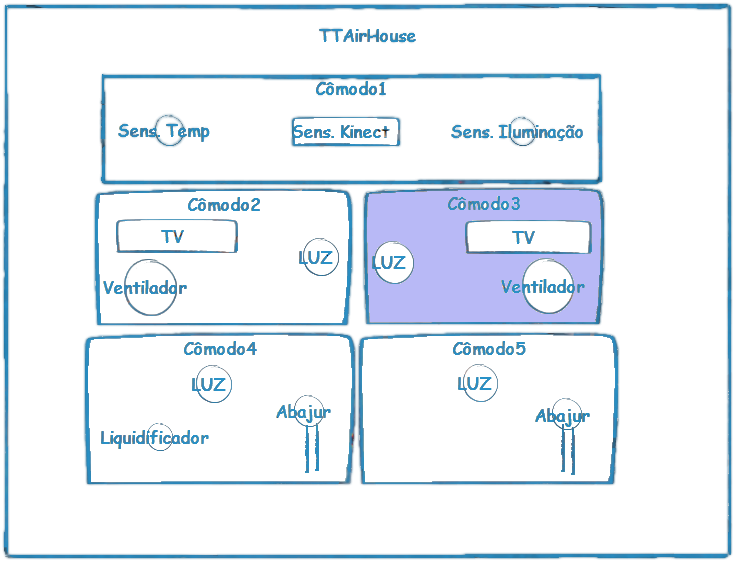 TTAirHouse
Cômodo1
Sens. Temp
Sens. Kinect
Sens. Iluminação
Cômodo2
TV
LUZ
Ventilador
Cômodo3
TV
LUZ
Ventilador
Cômodo4
LUZ
Abajur
Liquidificador
Cômodo5
LUZ
Abajur